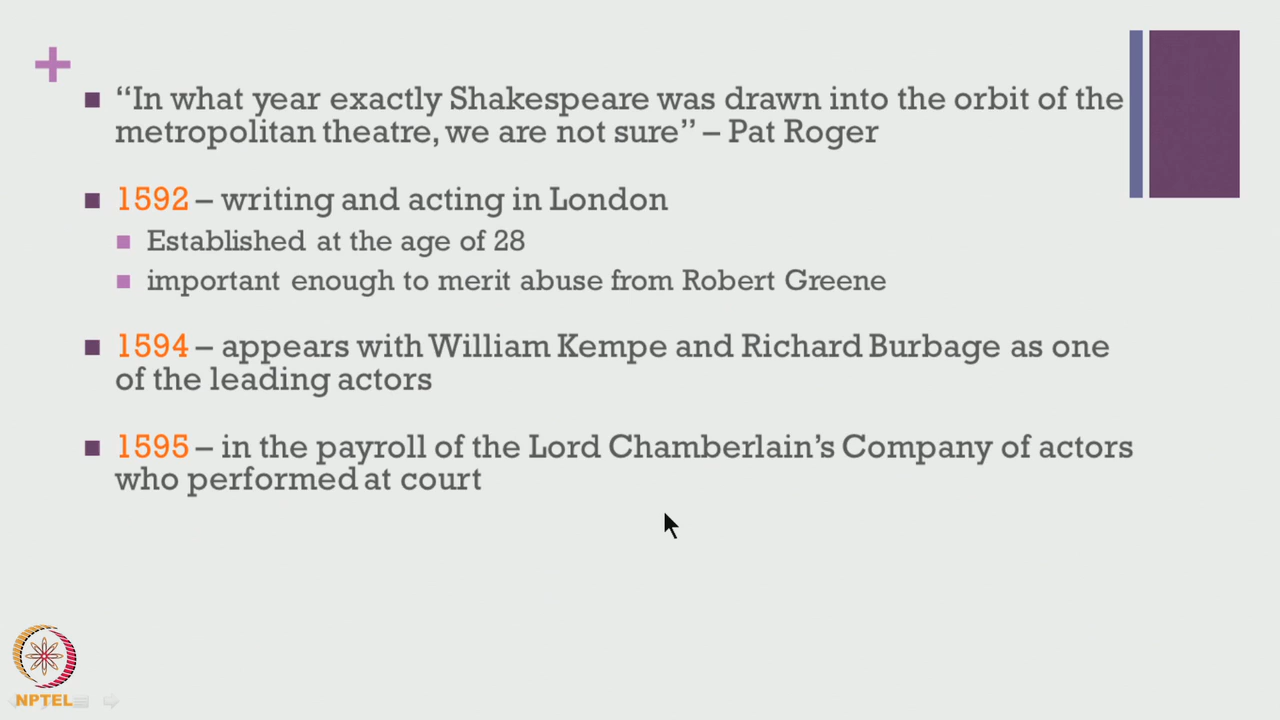 “In what year exactly Shakespeare was drawn into the orbit of the
metropolitan theatre, we are not sure” – Pat Roger
1592 – writing and acting in London
Established at the age of 28
important enough to merit abuse from Robert Greene
1594 – appears with William Kempe and Richard Burbage as one
of the leading actors
1595 – in the payroll of the Lord Chamberlain’s Company of actors
who performed at court
NPTEL